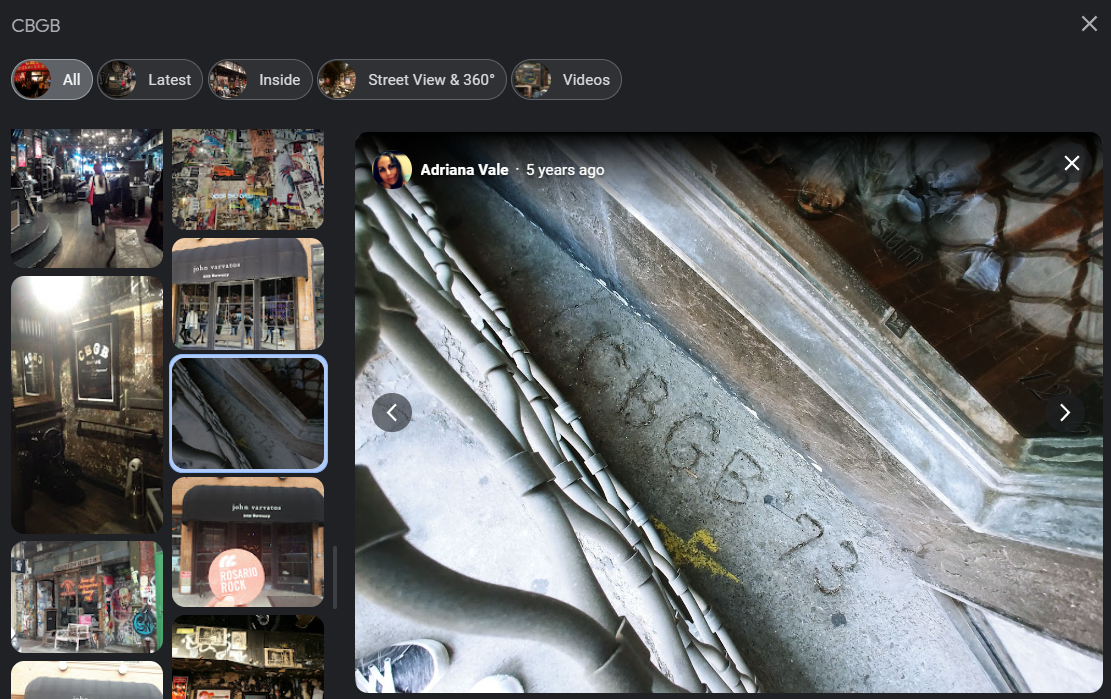 CBGB
All
Latest
Inside
Street View & 360°
Videos
Adriana Vale · 5 years ago
CBGB '73
john varvatos
CBGB
john varvatos
ROSARIO
ROCK